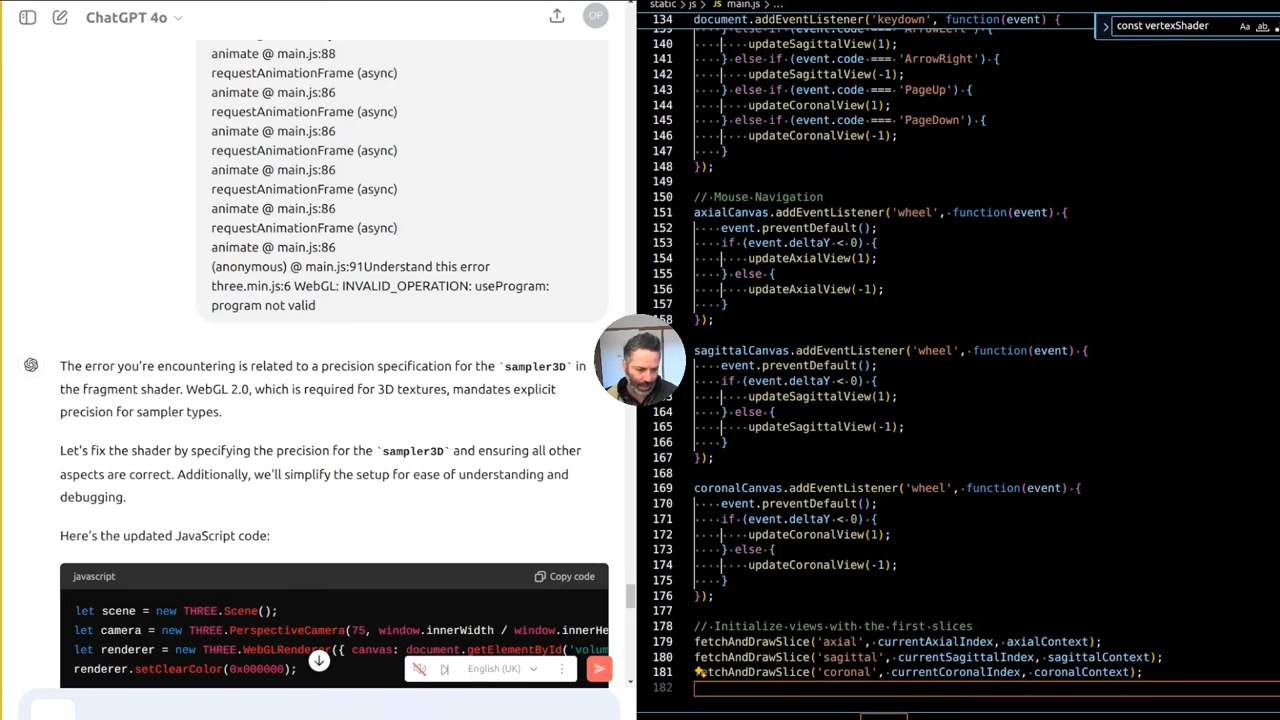 ChatGPT 4o
OP
animate @ main.js:88
requestAnimationFrame (async)
animate @ main.js:86
requestAnimationFrame (async)
animate @ main.js:86
requestAnimationFrame (async)
animate @ main.js:86
requestAnimationFrame (async)
animate @ main.js:86
requestAnimationFrame (async)
animate @ main.js:86
(anonymous) @ main.js:91Understand this error
three.min.js:6 WebGL: INVALID_OPERATION: useProgram:
program not valid
The error you're encountering is related to a precision specification for the `sampler3D` in
the fragment shader. WebGL 2.0, which is required for 3D textures, mandates explicit
precision for sampler types.
Let's fix the shader by specifying the precision for the `sampler3D` and ensuring all other
aspects are correct. Additionally, we'll simplify the setup for ease of understanding and
debugging.
Here's the updated JavaScript code:
javascript
Copy code
let scene = new THREE.Scene();
let camera = new THREE.PerspectiveCamera(75, window.innerWidth / window.innerHe
let renderer = new THREE.WebGLRenderer({ canvas: document.getElementById('volum
renderer.setClearColor(0x000000);
English (UK)
static > js > main.js > ...
const vertexShader
Aa
ab
134 document.addEventListener('keydown', function(event) {
139 } else if (event.code === 'ArrowLeft') {
140 updateSagittalView(1);
141 } else if (event.code === 'ArrowRight') {
142 updateSagittalView(-1);
143 } else if (event.code === 'PageUp') {
144 updateCoronalView(1);
145 } else if (event.code === 'PageDown') {
146 updateCoronalView(-1);
147 }
148 });
149
150 // Mouse Navigation
151 axialCanvas.addEventListener('wheel', function(event) {
152 event.preventDefault();
153 if (event.deltaY < 0) {
154 updateAxialView(1);
155 } else {
156 updateAxialView(-1);
157 }
158 });
sagittalCanvas.addEventListener('wheel', function(event) {
event.preventDefault();
if (event.deltaY < 0) {
updateSagittalView(1);
164 } else {
165 updateSagittalView(-1);
166 }
167 });
168
169 coronalCanvas.addEventListener('wheel', function(event) {
170 event.preventDefault();
171 if (event.deltaY < 0) {
172 updateCoronalView(1);
173 } else {
174 updateCoronalView(-1);
175 }
176 });
177
178 // Initialize views with the first slices
179 fetchAndDrawSlice('axial', currentAxialIndex, axialContext);
180 fetchAndDrawSlice('sagittal', currentSagittalIndex, sagittalContext);
181 fetchAndDrawSlice('coronal', currentCoronalIndex, coronalContext);
182